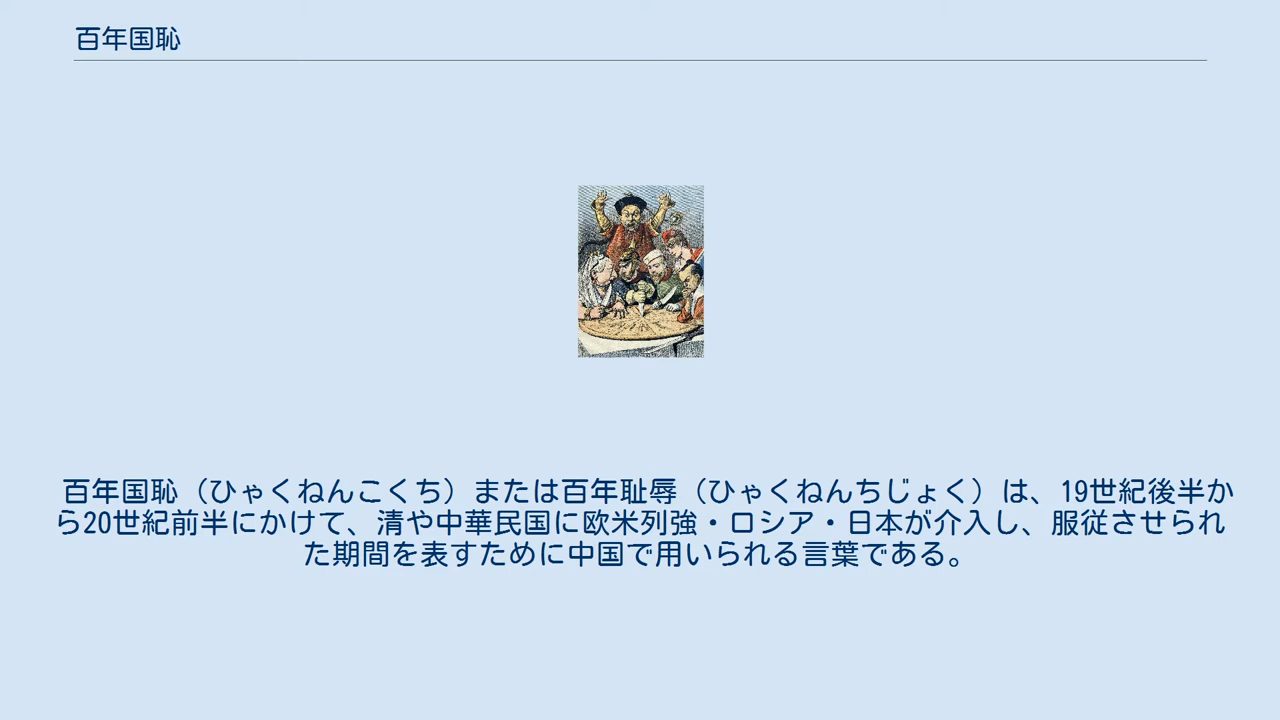 百年国恥
百年国恥（ひゃくねんこくち）または百年耻辱（ひゃくねんちじょく）は、19世紀後半か
ら20世紀前半にかけて、清や中華民国に欧米列強・ロシア・日本が介入し、服従させられ
た期間を表すために中国で用いられる言葉である。